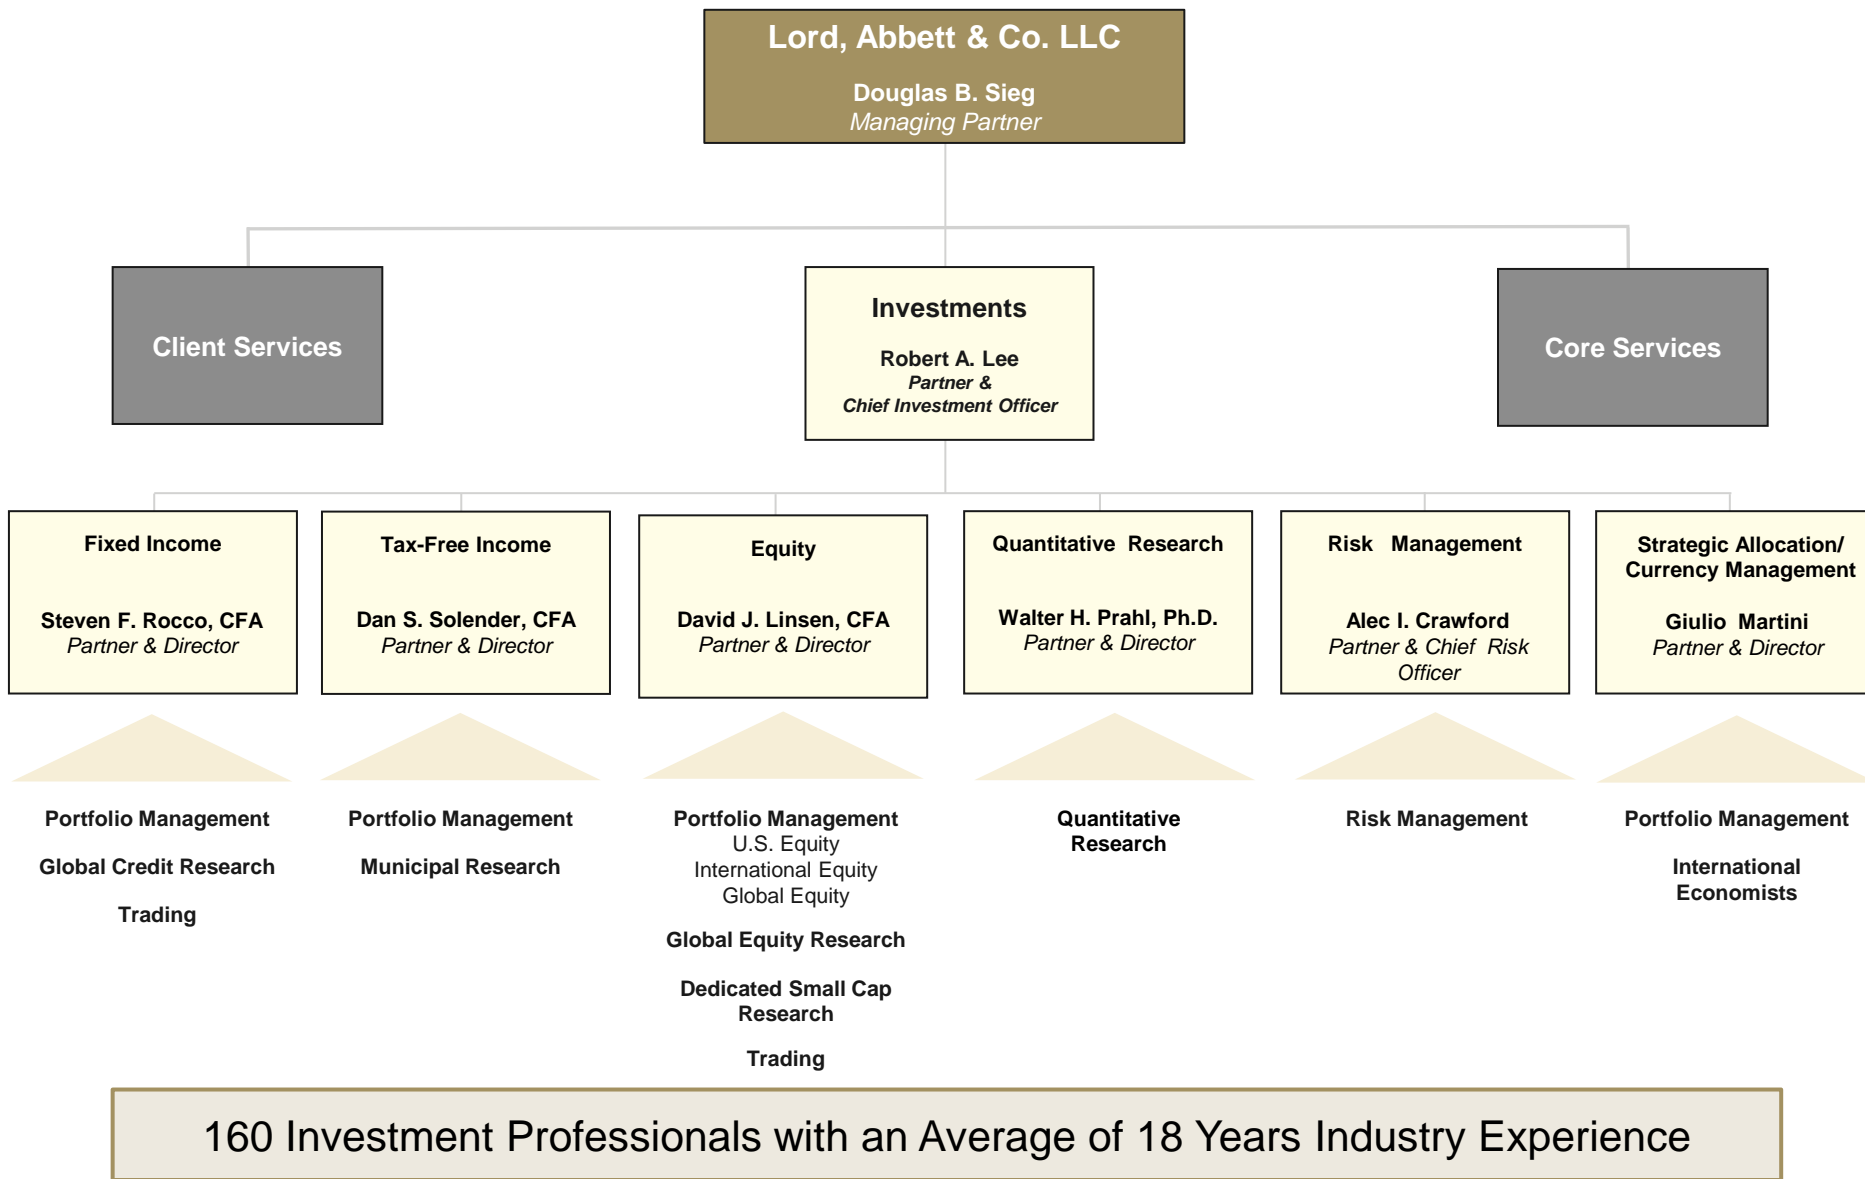 Lord, Abbett & Co. LLC
Douglas B. Sieg
Managing Partner
Client Services
Investments
Robert A. Lee
Partner &
Chief Investment Officer
Core Services
Fixed Income
Steven F. Rocco, CFA
Partner & Director
Tax-Free Income
Dan S. Solender, CFA
Partner & Director
Equity
David J. Linsen, CFA
Partner & Director
Quantitative Research
Walter H. Prahl, Ph.D.
Partner & Director
Risk Management
Alec I. Crawford
Partner & Chief Risk
Officer
Strategic Allocation/
Currency Management
Giulio Martini
Partner & Director
Portfolio Management
Global Credit Research
Trading
Portfolio Management
Municipal Research
Portfolio Management
U.S. Equity
International Equity
Global Equity
Global Equity Research
Dedicated Small Cap
Research
Trading
Quantitative
Research
Risk Management
Portfolio Management
International
Economists
160 Investment Professionals with an Average of 18 Years Industry Experience